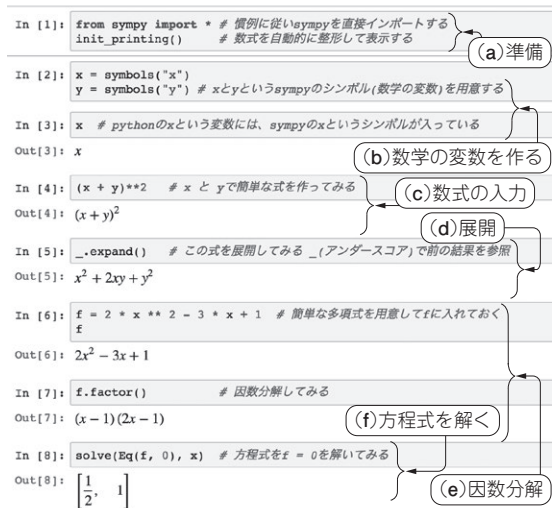 In [1]: from sympy import * # 慣例に従いsympyを直接インポートする
init_printing() # 数式を自動的に整形して表示する
(a)準備
In [2]: x = symbols("x")
y = symbols("y") # xとyというsympyのシンボル(数学の変数)を用意する
In [3]: x # pythonのxという変数には、sympyのxというシンボルが入っている
Out[3]: x
(b)数学の変数を作る
In [4]: (x + y)**2 # x と yで簡単な式を作ってみる
(c)数式の入力
Out[4]: (x + y)²
(d)展開
In [5]: _.expand() # この式を展開してみる _(アンダースコア)で前の結果を参照
Out[5]: x² + 2xy + y²
In [6]: f = 2 * x ** 2 - 3 * x + 1 # 簡単な多項式を用意してfに入れておく
f
Out[6]: 2x² − 3x + 1
In [7]: f.factor() # 因数分解してみる
Out[7]: (x − 1)(2x − 1)
(f)方程式を解く
In [8]: solve(Eq(f, 0), x) # 方程式をf = 0を解いてみる
Out[8]: [1/2, 1]
(e)因数分解